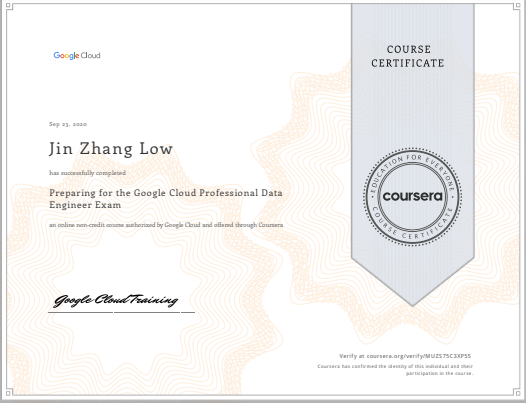 Google Cloud
COURSE
CERTIFICATE
Sep 23, 2020
Jin Zhang Low
has successfully completed
Preparing for the Google Cloud Professional Data
Engineer Exam
an online non-credit course authorized by Google Cloud and offered through Coursera
EDUCATION FOR EVERYONE
coursera
COURSE CERTIFICATE
Google Cloud Training
Verify at coursera.org/verify/MUZS75C3XPS5
Coursera has confirmed the identity of this individual and their
participation in the course.